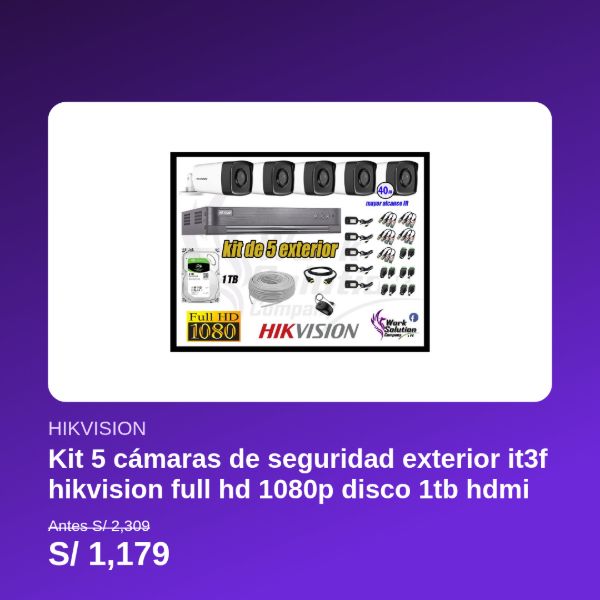 40m
mayor alcance IR
kit de 5 exterior
1 TB
Full HD
1080
HIKVISION
Work
Solution
Company
HIKVISION
Kit 5 cámaras de seguridad exterior it3f
hikvision full hd 1080p disco 1tb hdmi
Antes S/ 2,309
S/ 1,179